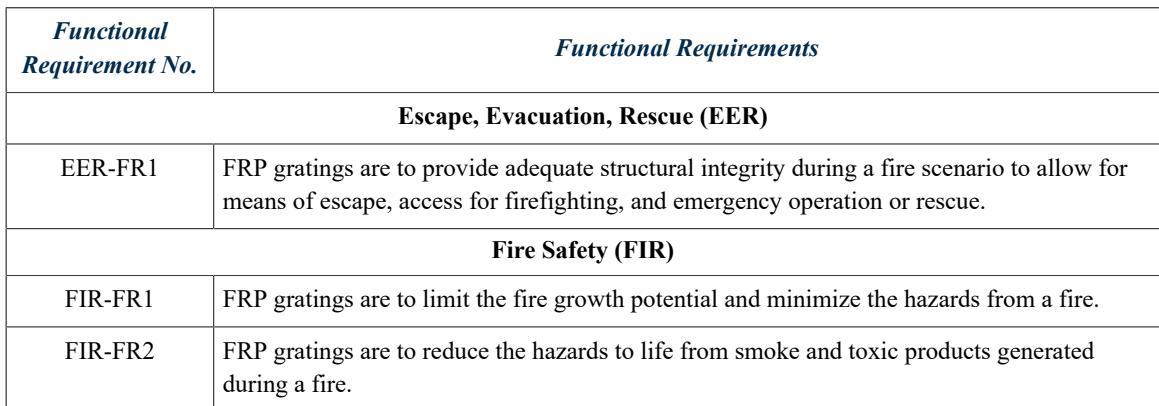 Functional
Requirement No.
Functional Requirements
Escape, Evacuation, Rescue (EER)
EER-FR1
FRP gratings are to provide adequate structural integrity during a fire scenario to allow for
means of escape, access for firefighting, and emergency operation or rescue.
Fire Safety (FIR)
FIR-FR1
FRP gratings are to limit the fire growth potential and minimize the hazards from a fire.
FIR-FR2
FRP gratings are to reduce the hazards to life from smoke and toxic products generated
during a fire.